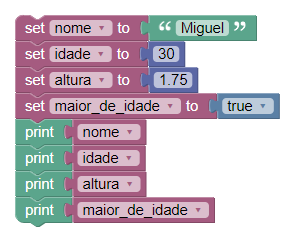 set nome to “ Miguel ”
set idade to 30
set altura to 1.75
set maior_de_idade to true
print nome
print idade
print altura
print maior_de_idade